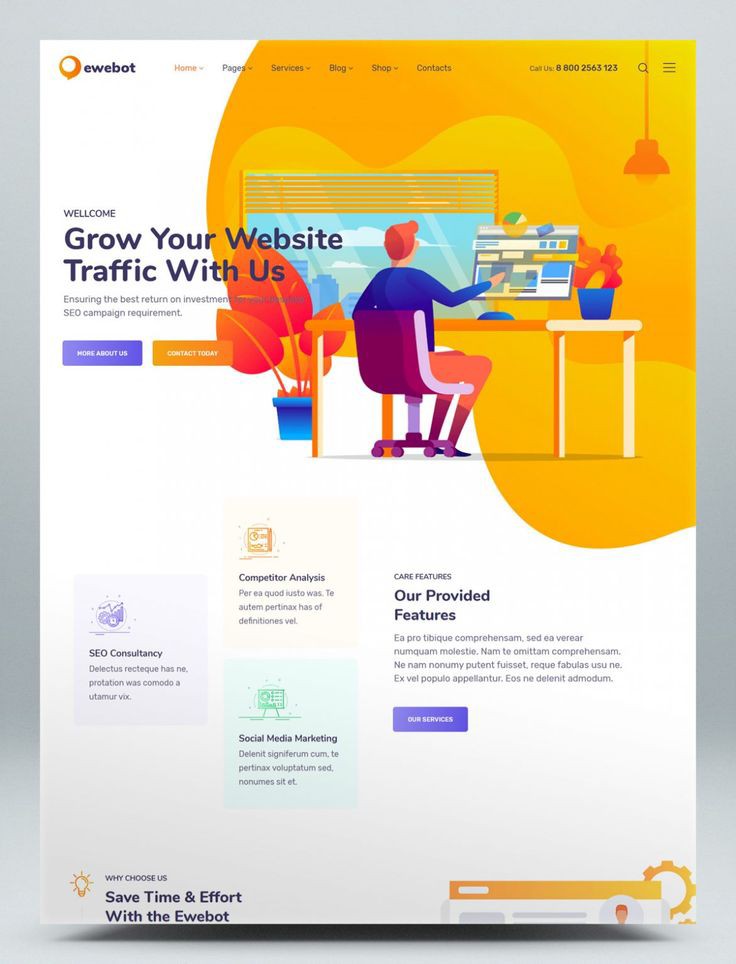 ewebot
Home Pages Services Blog Shop Contacts
Call Us: 8 800 2563 123
WELLCOME
Grow Your Website
Traffic With Us
Ensuring the best return on investment for your bespoke
SEO campaign requirement.
MORE ABOUT US
CONTACT TODAY
Competitor Analysis
Per ea quod iusto was. Te
autem pertinax has of
definitiones vel.
SEO Consultancy
Delectus recteque has ne,
protation was comodo a
utamur vix.
Social Media Marketing
Delenit signiferum cum, te
pertinax voluptatum sed,
nonumes sit et.
CARE FEATURES
Our Provided
Features
Ea pro tibique comprehensam, sed ea verear
numquam molestie. Nam te omittam comprehensam.
Ne nam nonumy putent fuisset, reque fabulas usu ne.
Ex vel populo appellantur. Eos ne delenit admodum.
OUR SERVICES
WHY CHOOSE US
Save Time & Effort
With the Ewebot